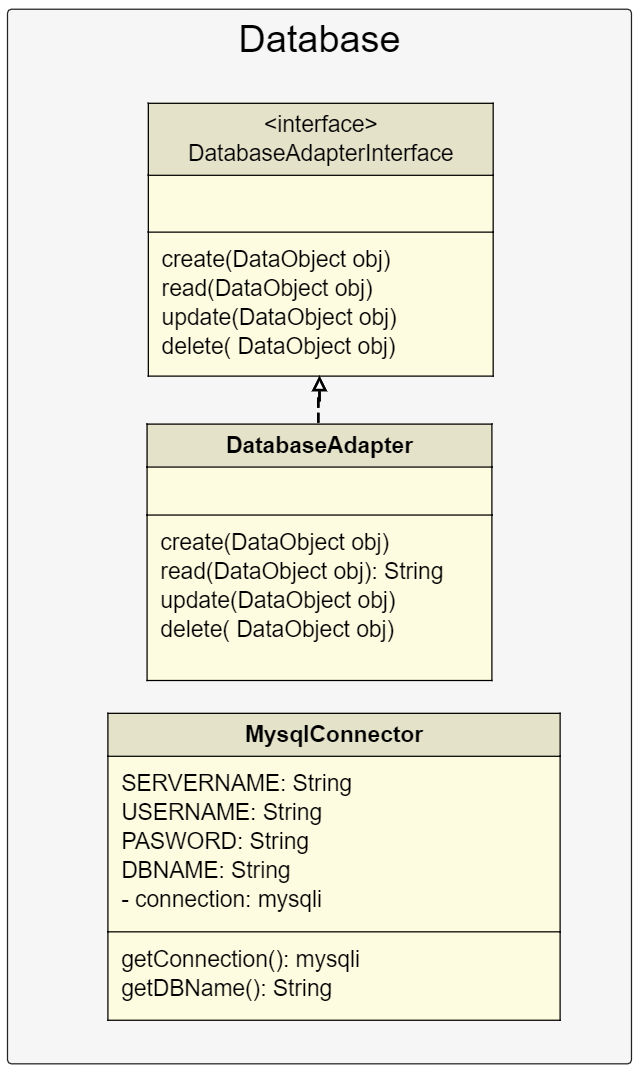 Database
<interface>
DatabaseAdapterInterface
create(DataObject obj)
read(DataObject obj)
update(DataObject obj)
delete( DataObject obj)
DatabaseAdapter
create(DataObject obj)
read(DataObject obj): String
update(DataObject obj)
delete( DataObject obj)
MysqlConnector
SERVERNAME: String
USERNAME: String
PASWORD: String
DBNAME: String
- connection: mysqli
getConnection(): mysqli
getDBName(): String